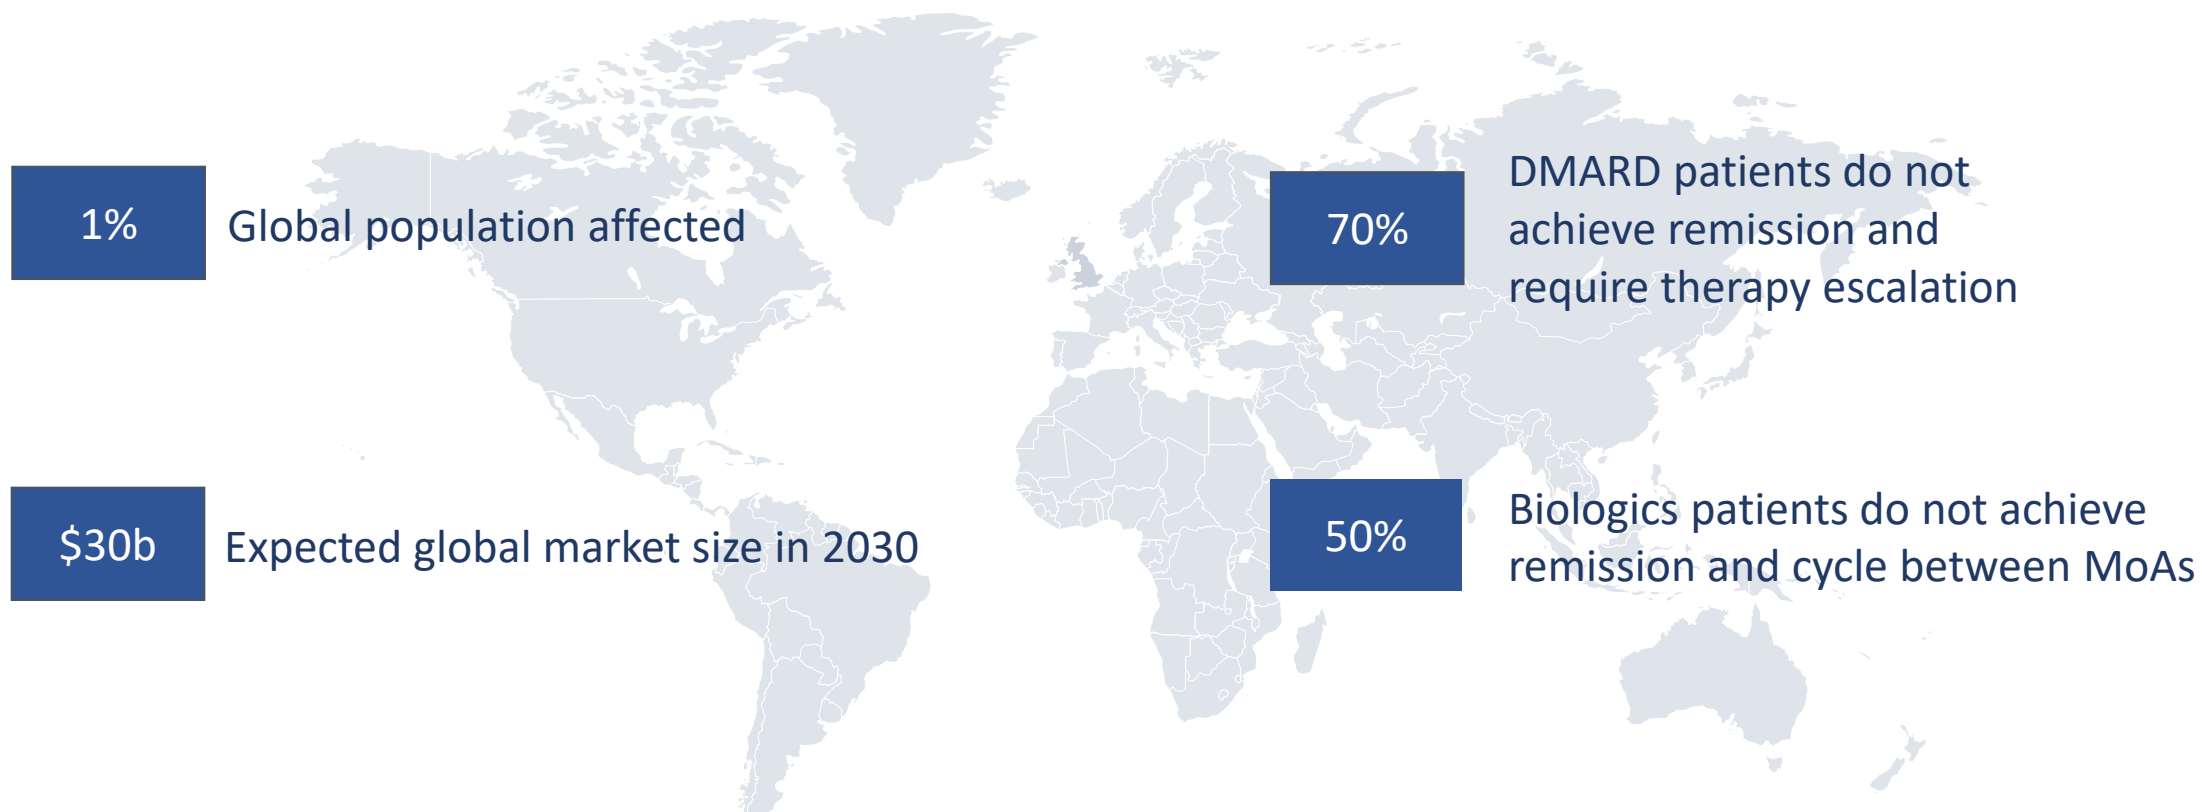 1%
Global population affected
70%
DMARD patients do not
achieve remission and
require therapy escalation
$30b
Expected global market size in 2030
50%
Biologics patients do not achieve
remission and cycle between MoAs